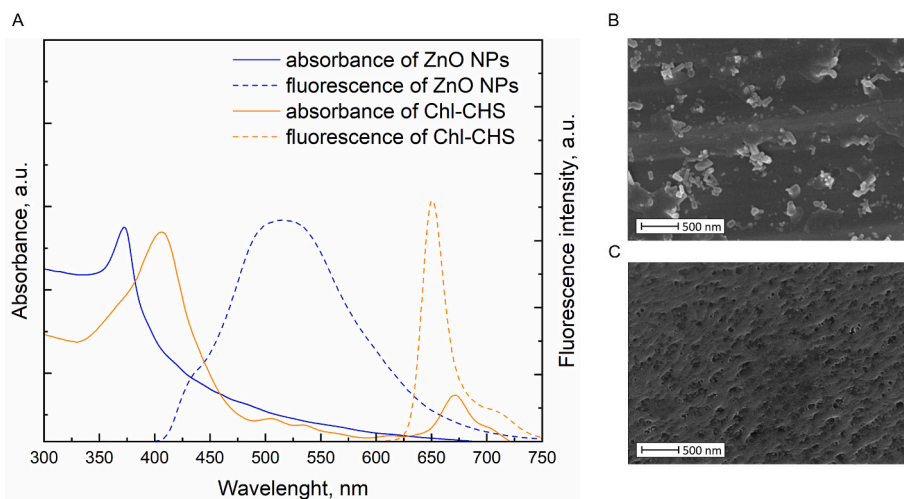 A
absorbance of ZnO NPs
fluorescence of ZnO NPs
absorbance of Chl-CHS
fluorescence of Chl-CHS
Absorbance, a.u.
Fluorescence intensity, a.u.
300 350 400 450 500 550 600 650 700 750
Wavelenght, nm
B
500 nm
C
500 nm